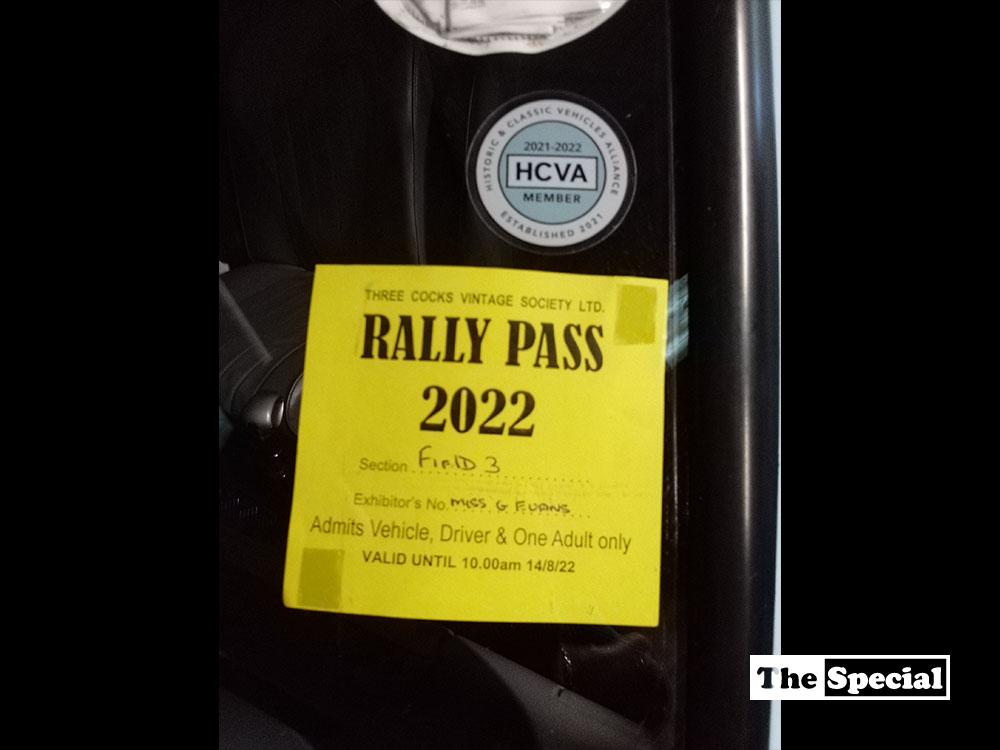 HISTORIC & CLASSIC VEHICLES ALLIANCE
2021-2022
HCVA
MEMBER
ESTABLISHED 2021
THREE COCKS VINTAGE SOCIETY LTD.
RALLY PASS
2022
Section FIELD 3
Exhibitor's No. MISS G EVANS
Admits Vehicle, Driver & One Adult only
VALID UNTIL 10.00am 14/8/22
The Special